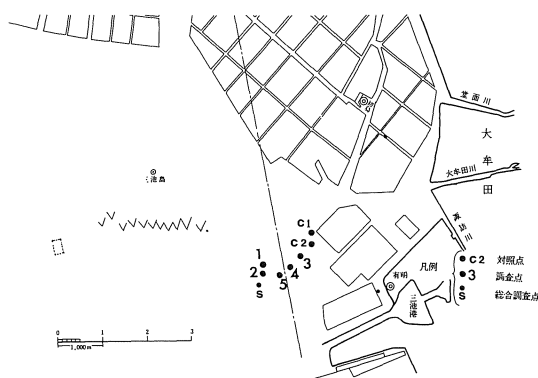 堂面川
大牟田
大牟田川
諏訪川
三池島
C1
C2
3
1
2
4
5
S
有明
三池港
凡例
C2 対照点
3 調査点
S 総合調査点
0 1 2 3
1,000m